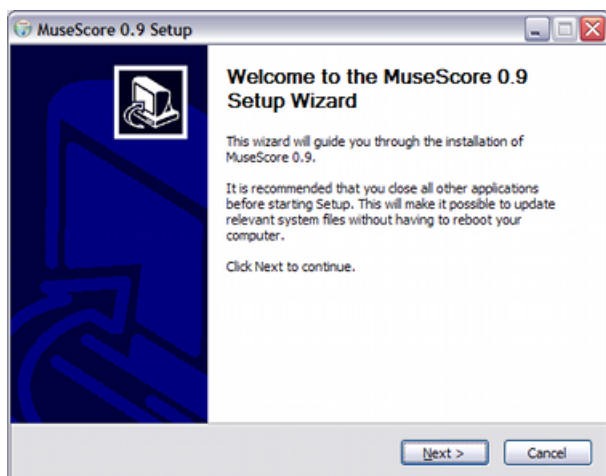 MuseScore 0.9 Setup
Welcome to the MuseScore 0.9
Setup Wizard
This wizard will guide you through the installation of
MuseScore 0.9.
It is recommended that you close all other applications
before starting Setup. This will make it possible to update
relevant system files without having to reboot your
computer.
Click Next to continue.
Next >
Cancel